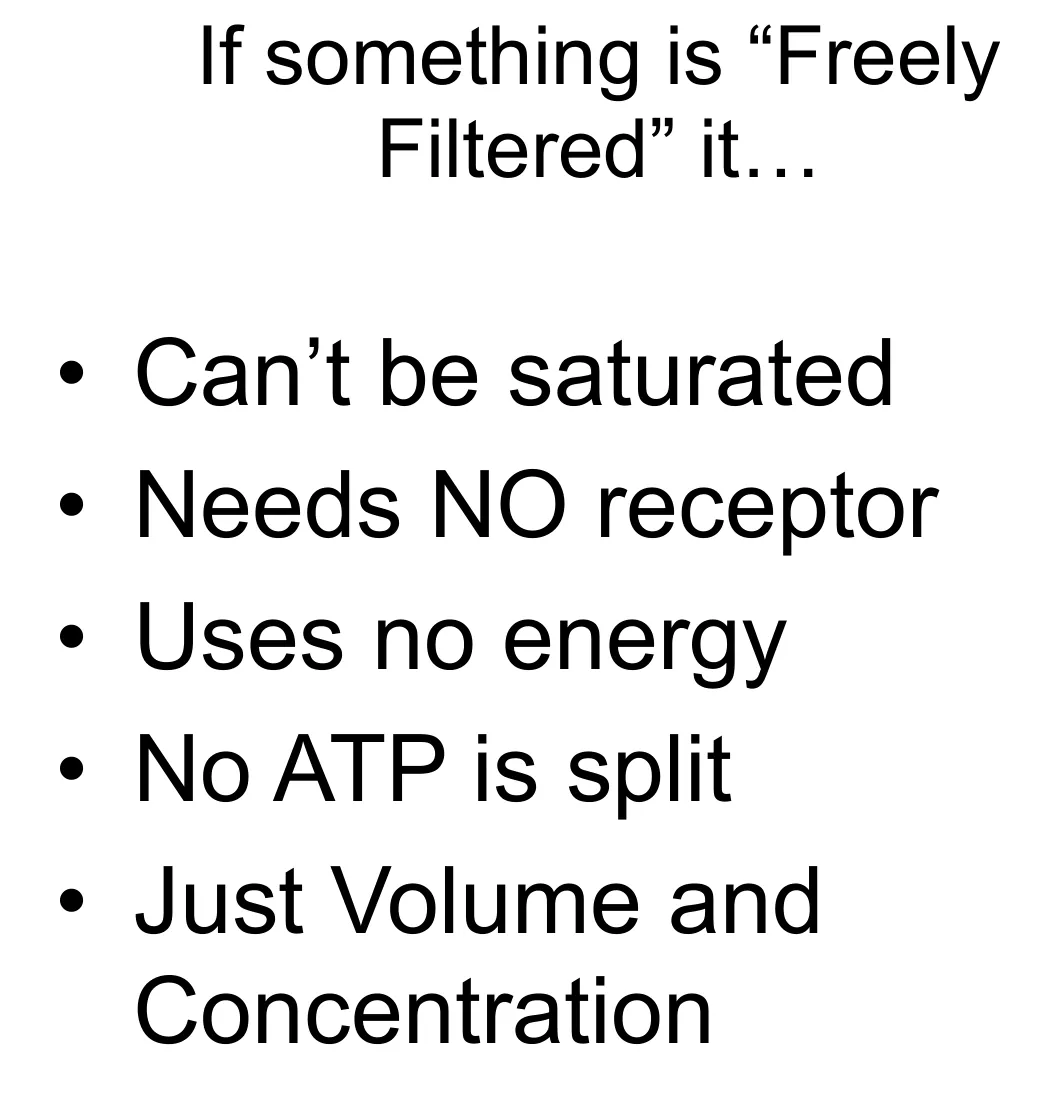 If something is “Freely
Filtered” it…
• Can’t be saturated
• Needs NO receptor
• Uses no energy
• No ATP is split
• Just Volume and
Concentration